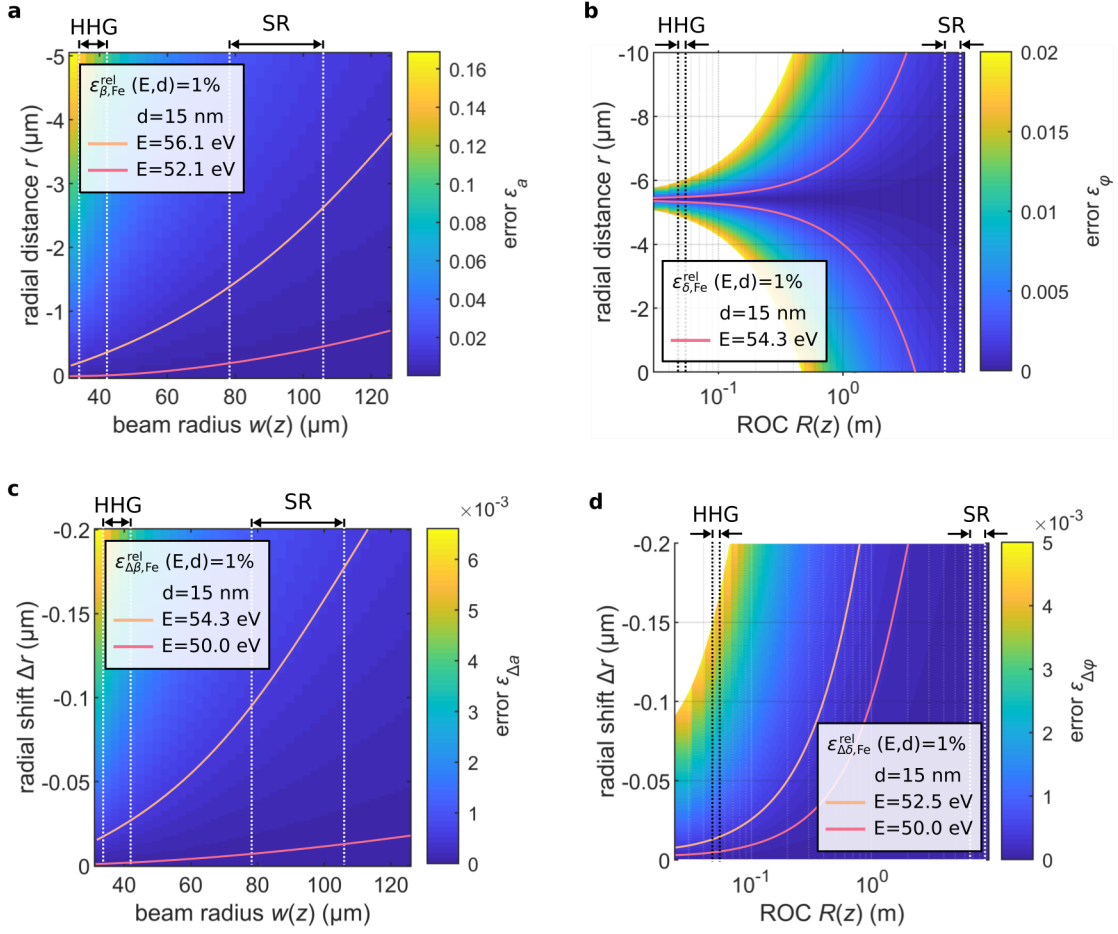 a
HHG
SR
-5
-4
-3
-2
-1
0
radial distance r (μm)
ε^rel_β,Fe (E,d)=1%
d=15 nm
E=56.1 eV
E=52.1 eV
40 60 80 100 120
beam radius w(z) (μm)
0.16
0.14
0.12
0.1
0.08
0.06
0.04
0.02
error ε_a
b
HHG
SR
-10
-8
-6
-4
-2
0
radial distance r (μm)
ε^rel_δ,Fe (E,d)=1%
d=15 nm
E=54.3 eV
10^-1 10^0
ROC R(z) (m)
0.02
0.015
0.01
0.005
0
error ε_φ
c
HHG
SR
-0.2
-0.15
-0.1
-0.05
0
radial shift Δr (μm)
ε^rel_Δβ,Fe (E,d)=1%
d=15 nm
E=54.3 eV
E=50.0 eV
40 60 80 100 120
beam radius w(z) (μm)
×10^-3
6
5
4
3
2
1
0
error ε_Δa
d
HHG
SR
-0.2
-0.15
-0.1
-0.05
0
radial shift Δr (μm)
ε^rel_Δδ,Fe (E,d)=1%
d=15 nm
E=52.5 eV
E=50.0 eV
10^-1 10^0
ROC R(z) (m)
×10^-3
5
4
3
2
1
0
error ε_Δφ